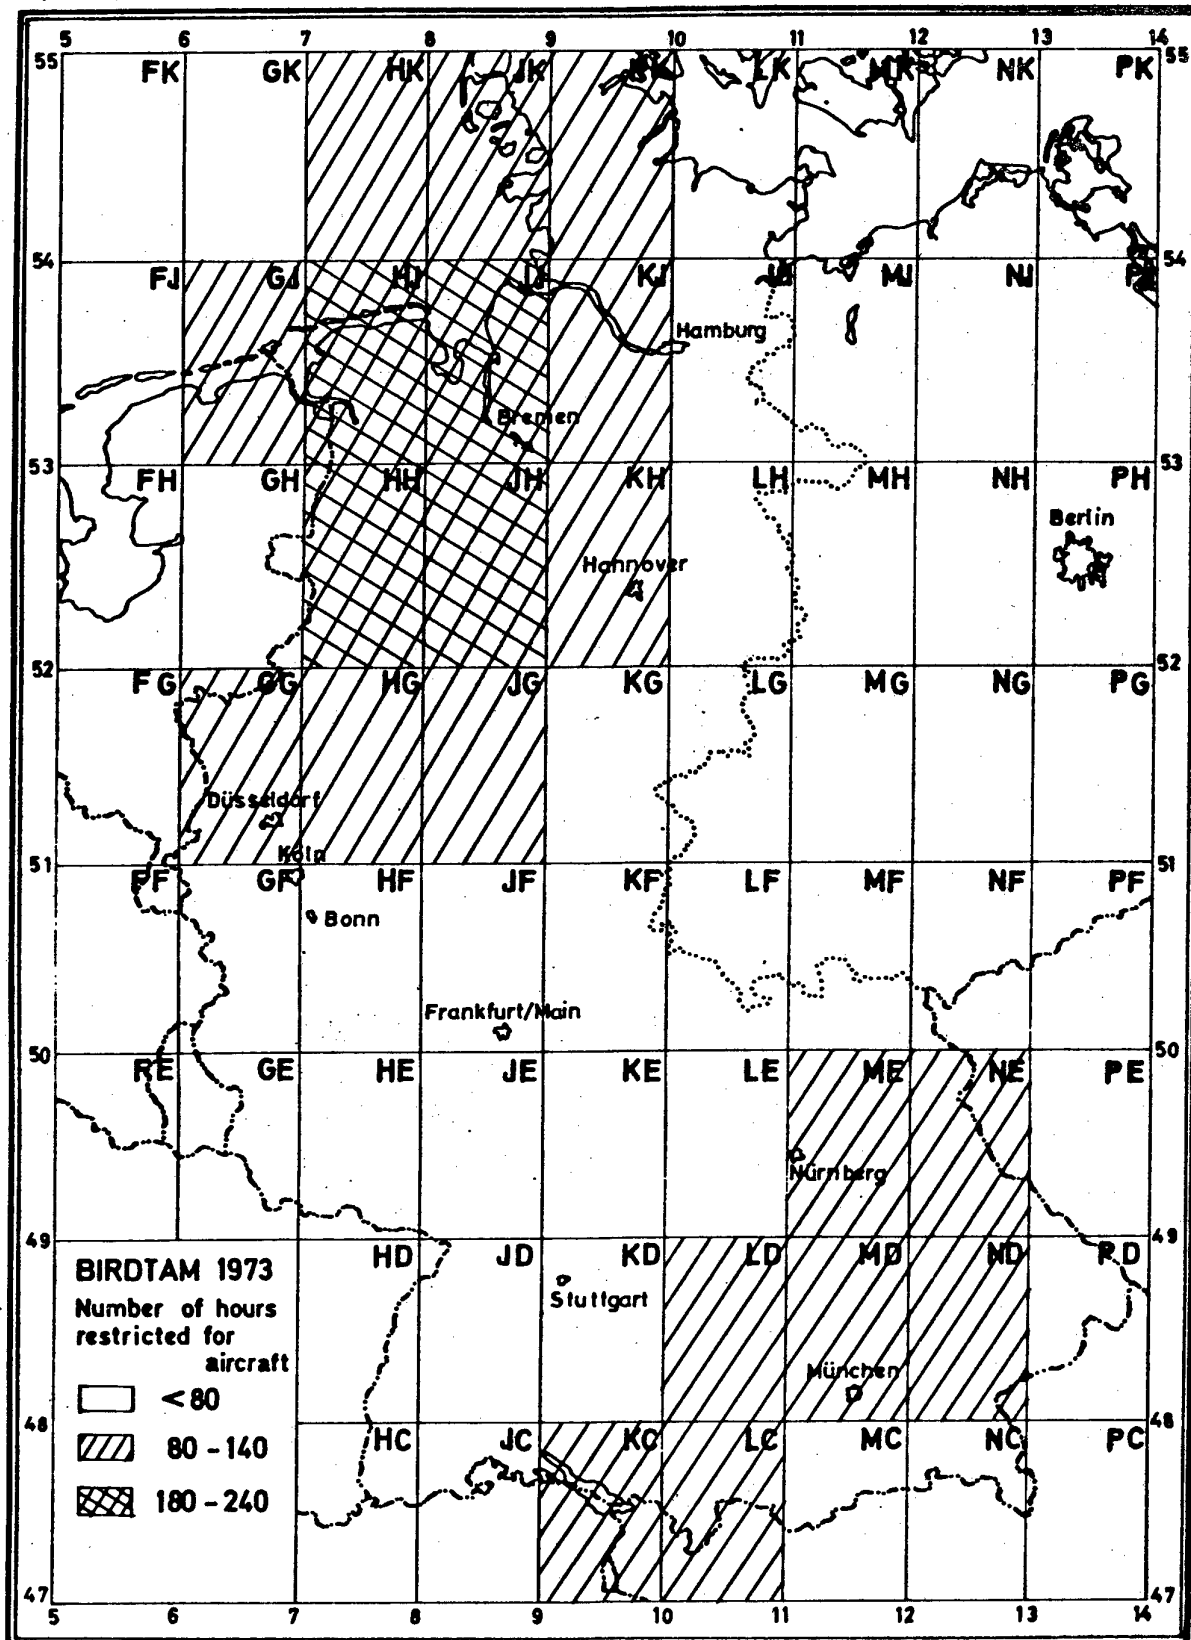 5 6 7 8 9 10 11 12 13 14
55 FK GK HK JK KK LK MK NK PK 55
54 54
FJ GJ HJ JJ KJ LJ MJ NJ PJ
Hamburg
Bremen
53 53
FH GH HH JH KH LH MH NH PH
Berlin
Hannover
52 52
FG GG HG JG KG LG MG NG PG
Düsseldorf
Köln
51 51
FF GF HF JF KF LF MF NF PF
Bonn
Frankfurt/Main
50 50
GE HE JE KE LE ME NE PE
Nürnberg
49 49
HD JD KD LD MD ND PD
BIRDTAM 1973
Number of hours
restricted for
aircraft
< 80
80 - 140
180 - 240
Stuttgart
München
48 48
HC JC KC LC MC NC PC
47 47
5 6 7 8 9 10 11 12 13 14